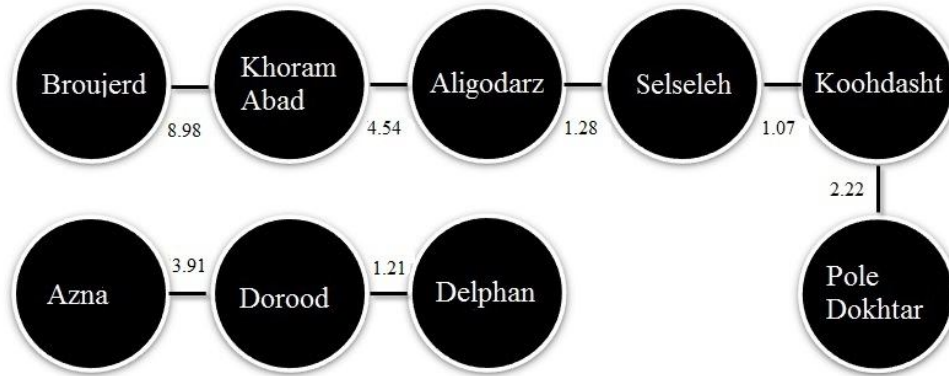 Broujerd
Khoram
Abad
Aligodarz
Selseleh
Koohdasht
8.98
4.54
1.28
1.07
2.22
Azna
3.91
Dorood
1.21
Delphan
Pole
Dokhtar